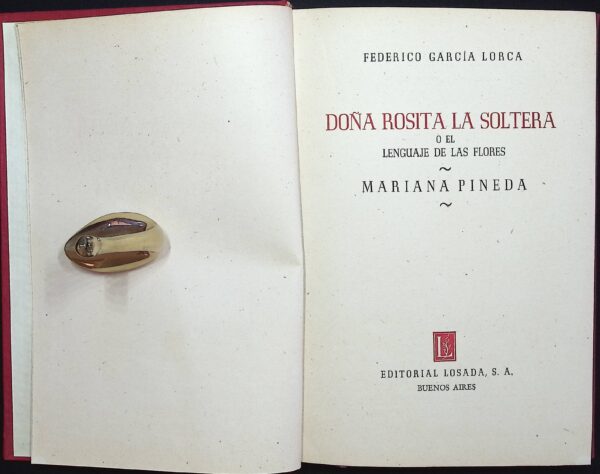 FEDERICO GARCÍA LORCA
DOÑA ROSITA LA SOLTERA
O EL
LENGUAJE DE LAS FLORES
~
MARIANA PINEDA
~
EDITORIAL LOSADA, S. A.
BUENOS AIRES